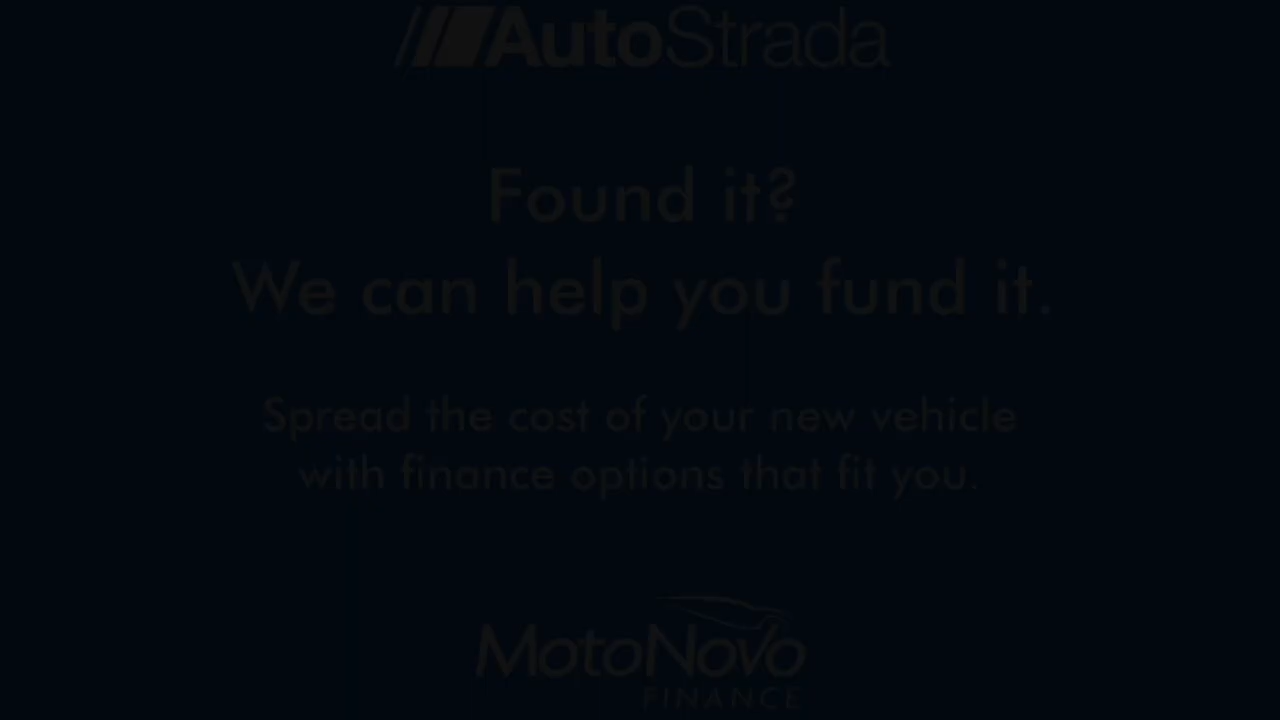 AutoStrada
Found it?
We can help you fund it.
Spread the cost of your new vehicle
with finance options that fit you.
MotoNovo
FINANCE